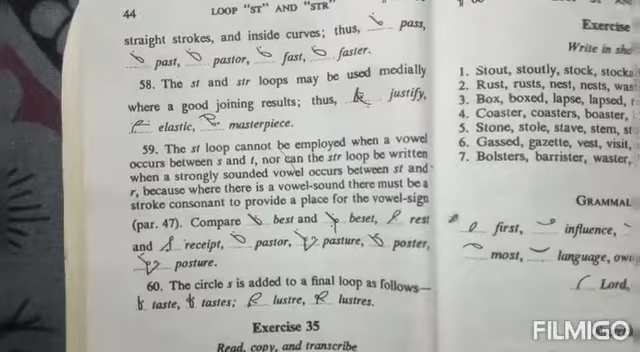 44 LOOP "ST" AND "STR"
straight strokes, and inside curves; thus, pass,
past, pastor, fast, faster.
58. The st and str loops may be used medially
where a good joining results; thus, justify,
elastic, masterpiece.
59. The st loop cannot be employed when a vowel
occurs between s and t, nor can the str loop be written
when a strongly sounded vowel occurs between st and
r, because where there is a vowel-sound there must be a
stroke consonant to provide a place for the vowel-sign
(par. 47). Compare best and beset, rest
and receipt, pastor, pasture, poster,
posture.
60. The circle s is added to a final loop as follows—
taste, tastes; lustre, lustres.
Exercise 35
Read, copy, and transcribe
Exercise
Write in
1. Stout, stoutly, stock,
2. Rust, rusts, nest, nests,
3. Box, boxed, lapse, lapsed,
4. Coaster, coasters, boaster,
5. Stone, stole, stave, stem,
6. Gassed, gazette, vest, visit,
7. Bolsters, barrister, waster,
first, influence,
most, language,
Lord,
FILMIGO